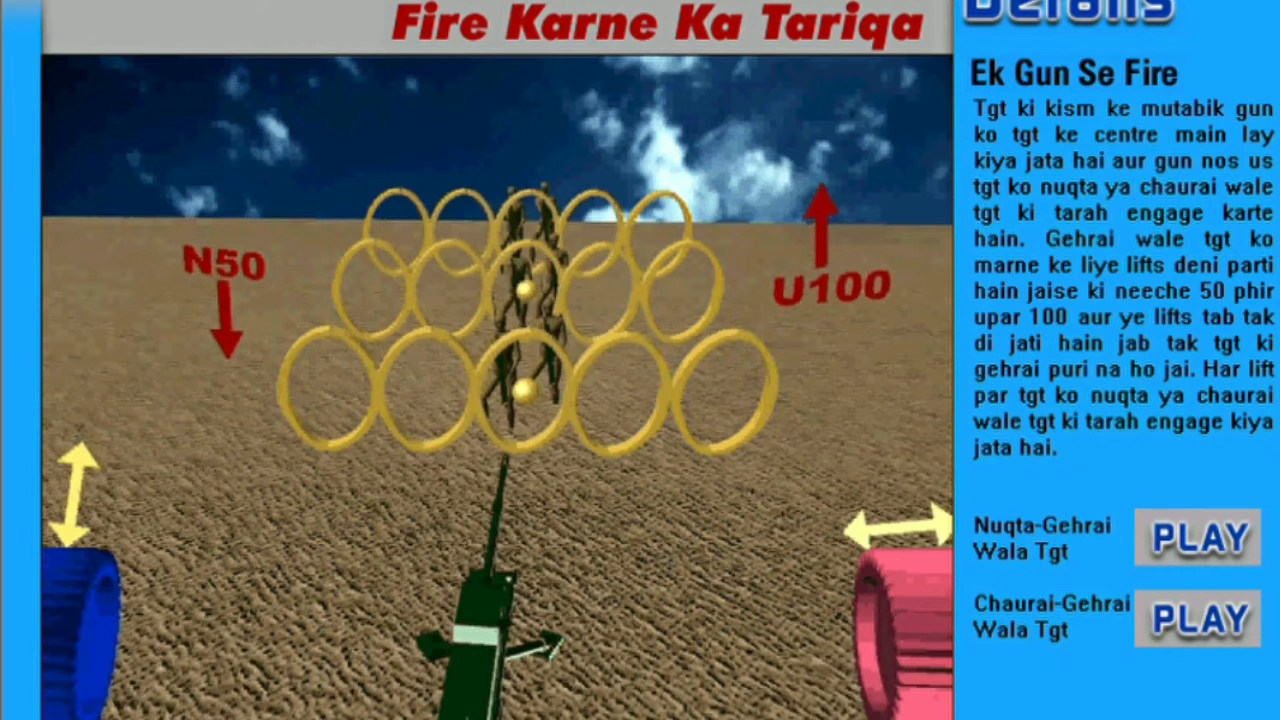 Fire Karne Ka Tariqa
Details
Ek Gun Se Fire
Tgt ki kism ke mutabik gun
ko tgt ke centre main lay
kiya jata hai aur gun nos us
tgt ko nuqta ya chaurai wale
tgt ki tarah engage karte
hain. Gehrai wale tgt ko
marne ke liye lifts deni parti
hain jaise ki neeche 50 phir
upar 100 aur ye lifts tab tak
di jati hain jab tak tgt ki
gehrai puri na ho jai. Har lift
par tgt ko nuqta ya chaurai
wale tgt ki tarah engage kiya
jata hai.
N50
U100
Nuqta-Gehrai
Wala Tgt
PLAY
Chaurai-Gehrai
Wala Tgt
PLAY